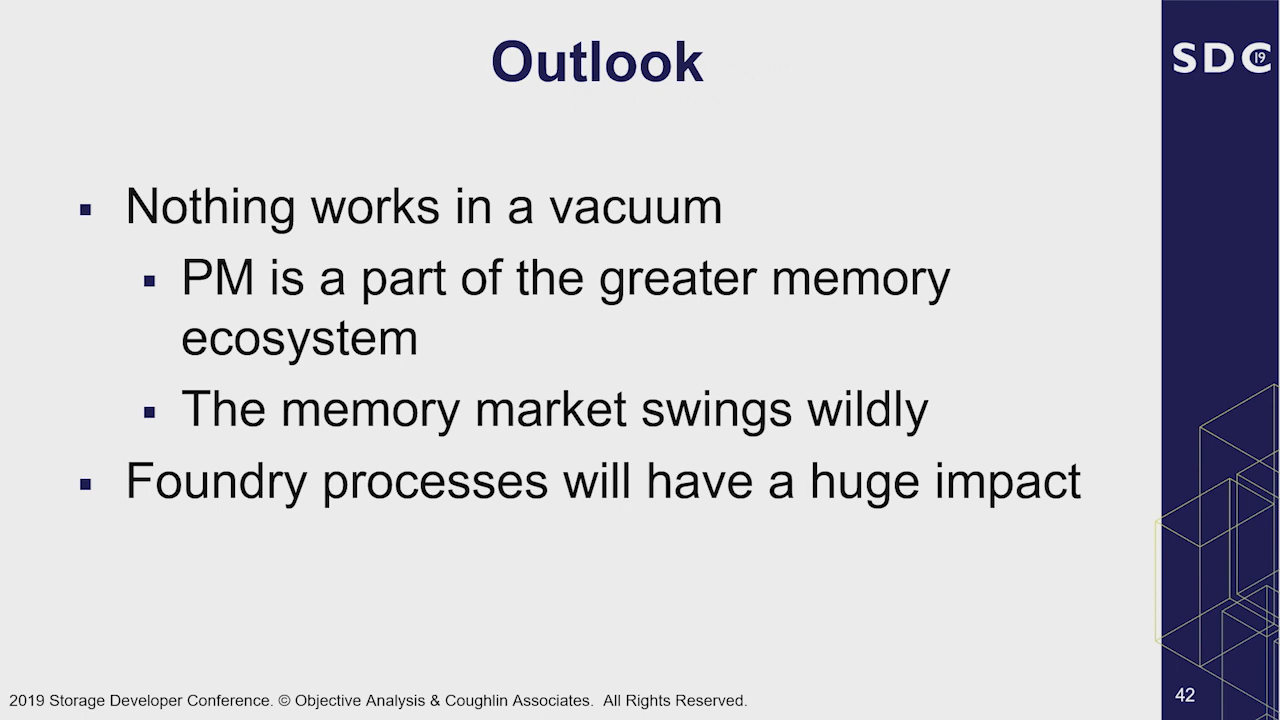 Outlook
SDC 19
▪ Nothing works in a vacuum
▪ PM is a part of the greater memory
ecosystem
▪ The memory market swings wildly
▪ Foundry processes will have a huge impact
2019 Storage Developer Conference. © Objective Analysis & Coughlin Associates. All Rights Reserved.
42